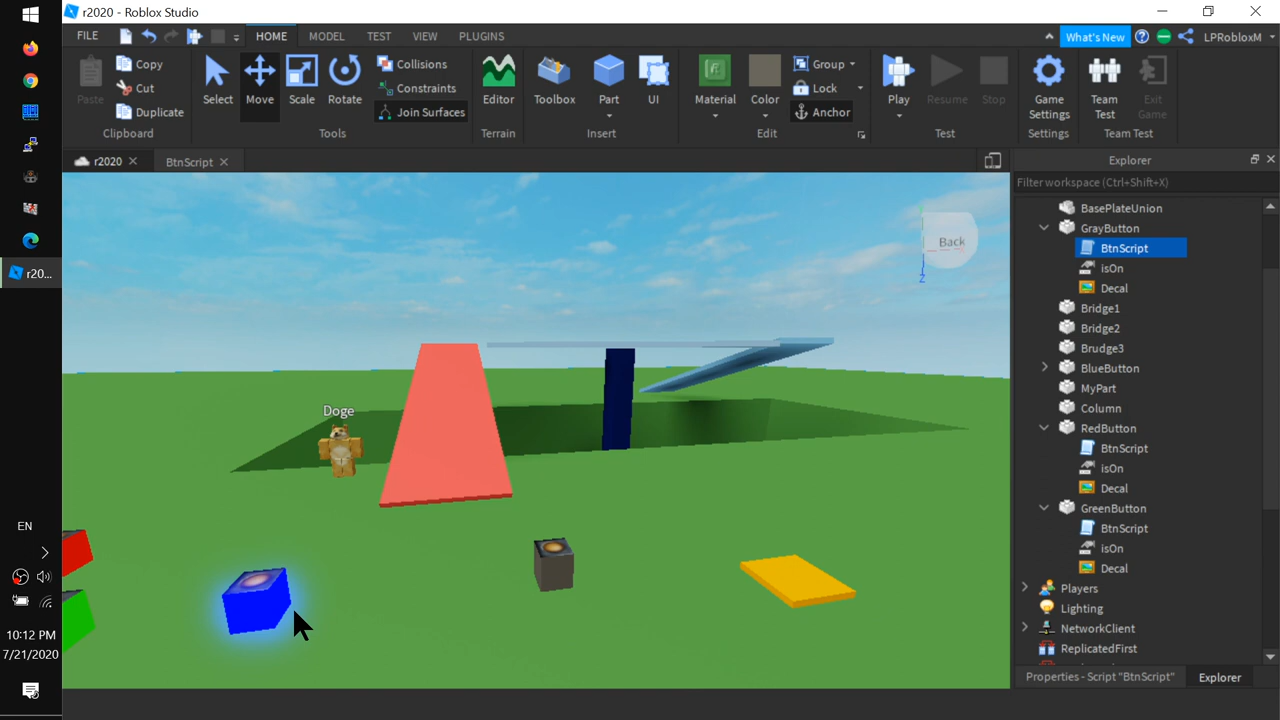 r2020 - Roblox Studio
FILE HOME MODEL TEST VIEW PLUGINS What's New LPRobloxM
Paste Copy Cut Duplicate Clipboard
Select Move Scale Rotate Collisions Constraints Join Surfaces Tools
Editor Terrain
Toolbox Part UI Insert
Material Color Group Lock Anchor Edit
Play Resume Stop Test
Game Settings Settings
Team Test Exit Game Team Test
r2020 BtnScript
Explorer
Filter workspace (Ctrl+Shift+X)
BasePlateUnion
GrayButton
BtnScript
isOn
Decal
Bridge1
Bridge2
Brudge3
BlueButton
MyPart
Column
RedButton
BtnScript
isOn
Decal
GreenButton
BtnScript
isOn
Decal
Players
Lighting
NetworkClient
ReplicatedFirst
Properties - Script "BtnScript" Explorer
Back
Z
Doge
r20...
EN
10:12 PM
7/21/2020